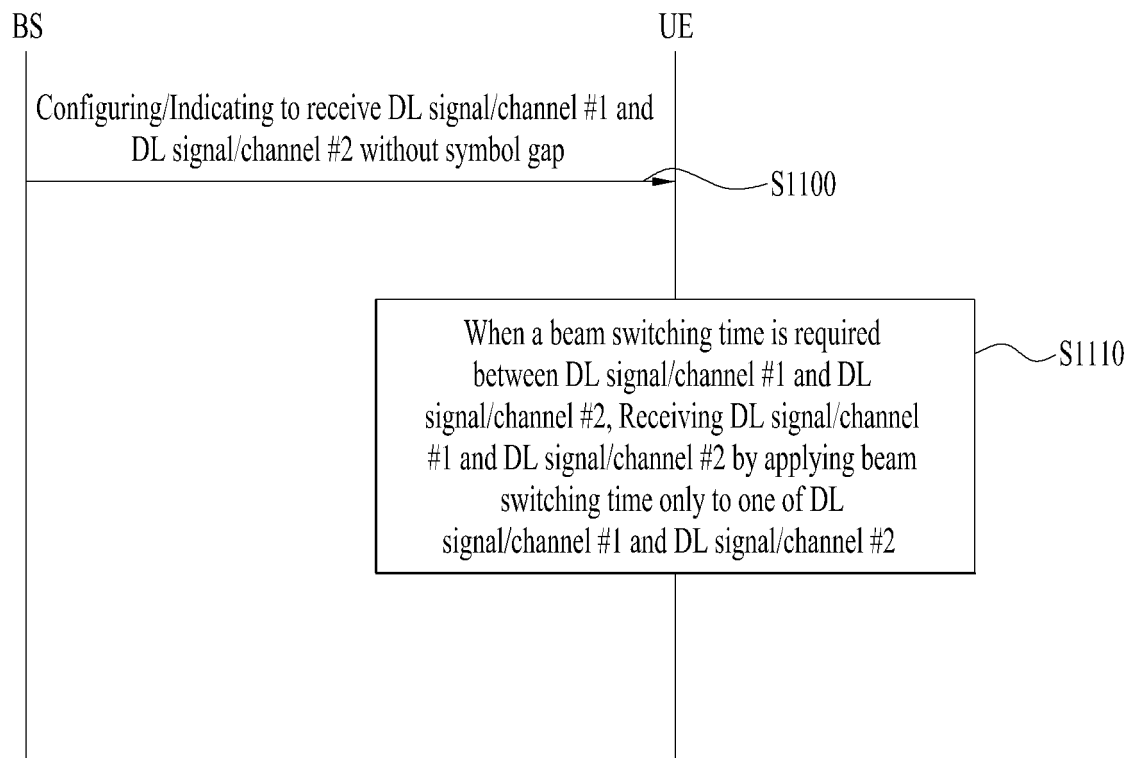 BS
UE
Configuring/Indicating to receive DL signal/channel #1 and
DL signal/channel #2 without symbol gap
S1100
When a beam switching time is required
between DL signal/channel #1 and DL
signal/channel #2, Receiving DL signal/channel
#1 and DL signal/channel #2 by applying beam
switching time only to one of DL
signal/channel #1 and DL signal/channel #2
S1110